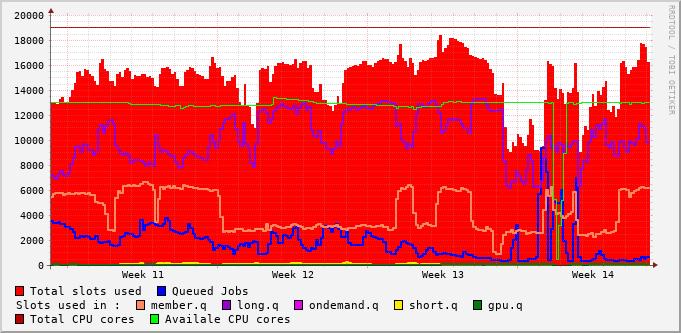 20000
18000
16000
14000
12000
10000
8000
6000
4000
2000
0
Week 11 Week 12 Week 13 Week 14
Total slots used Queued Jobs
Slots used in : member.q long.q ondemand.q short.q gpu.q
Total CPU cores Availale CPU cores
RRDTOOL / TOBI OETIKER